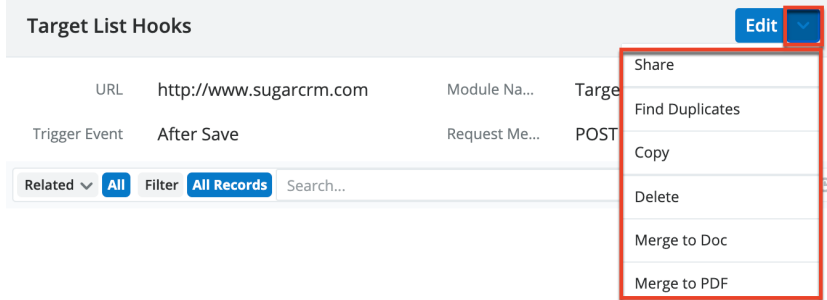 Target List Hooks Edit
Share
URL http://www.sugarcrm.com Module Na... Targe
Find Duplicates
Trigger Event After Save Request Me... POST
Copy
Related All Filter All Records Search...
Delete
Merge to Doc
Merge to PDF